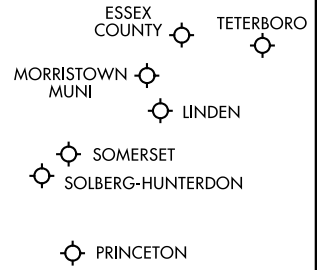 ESSEX
COUNTY
TETERBORO
MORRISTOWN
MUNI
LINDEN
SOMERSET
SOLBERG-HUNTERDON
PRINCETON